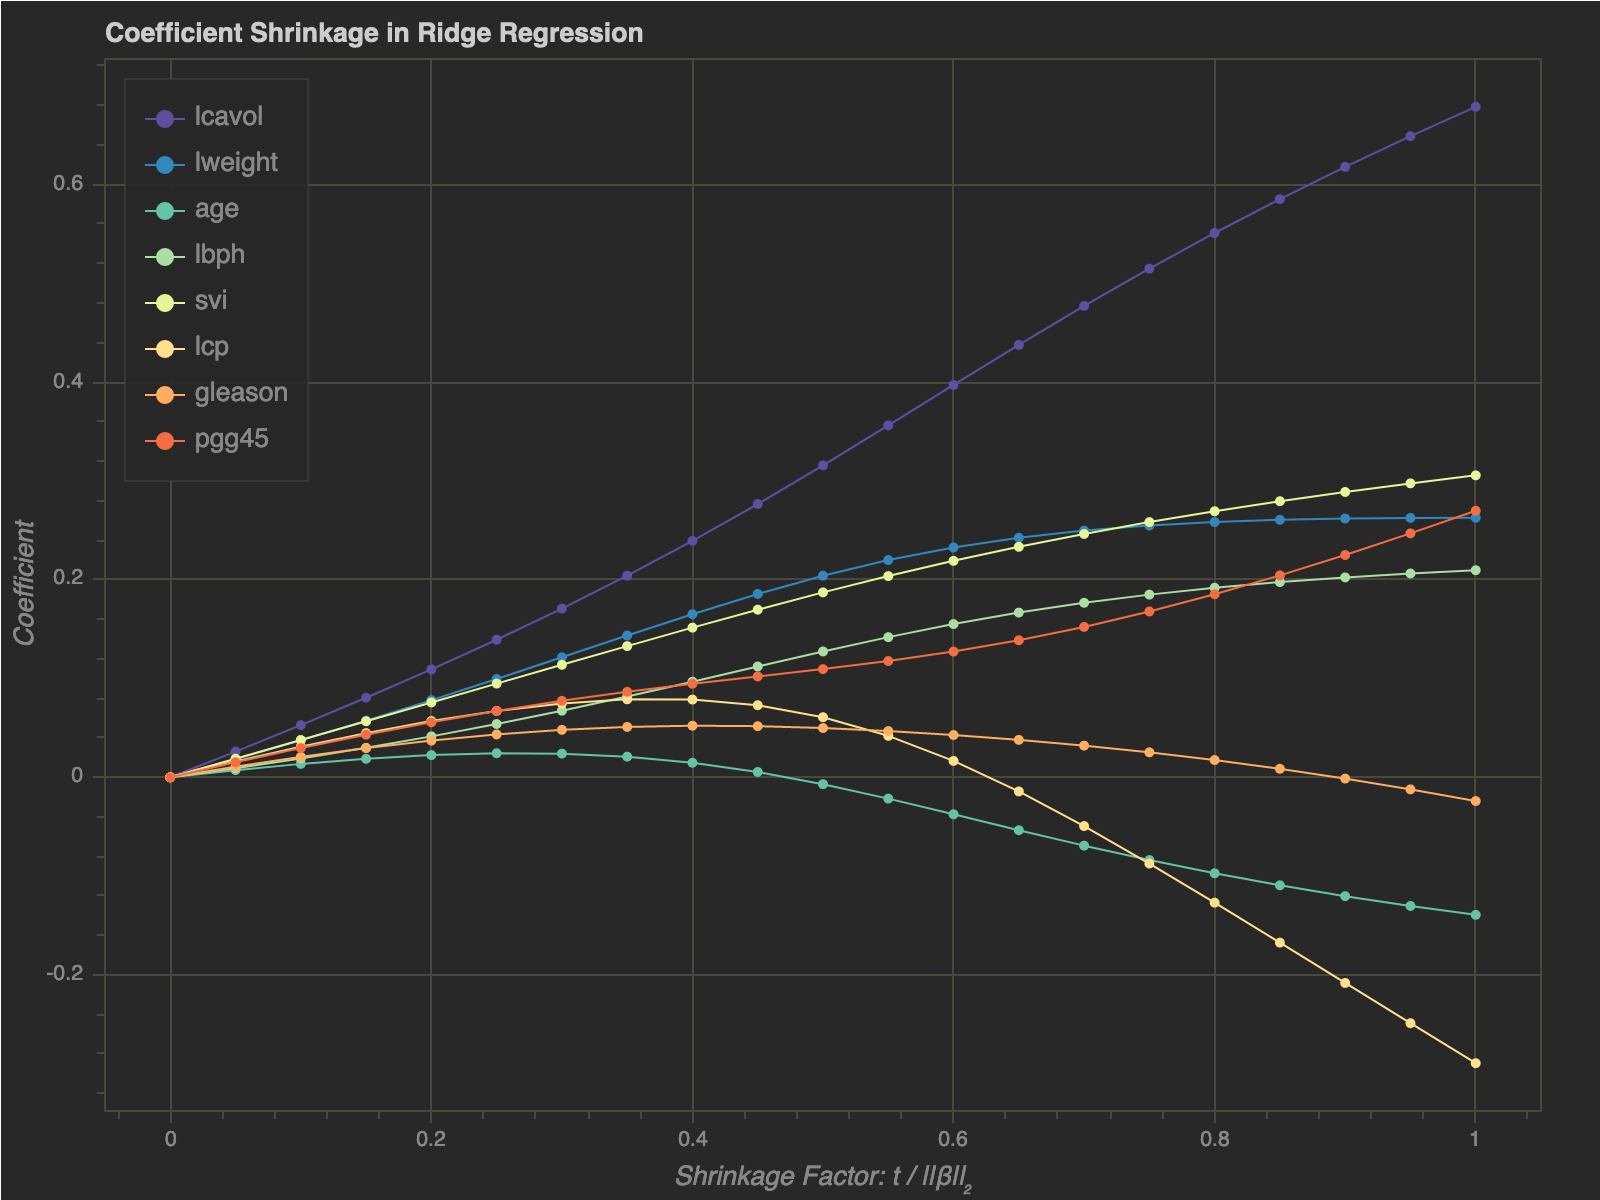 Coefficient Shrinkage in Ridge Regression
lcavol
lweight
age
lbph
svi
lcp
gleason
pgg45
0.6
0.4
0.2
0
-0.2
Coefficient
0 0.2 0.4 0.6 0.8 1
Shrinkage Factor: t / ||β||₂